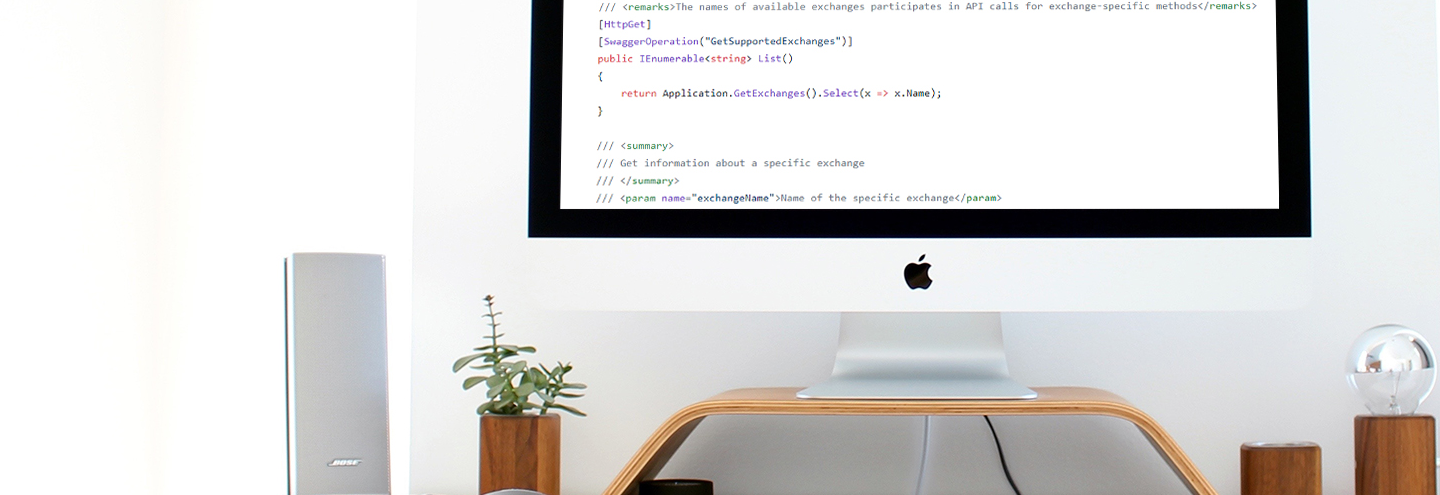 /// <remarks>The names of available exchanges participates in API calls for exchange-specific methods</remarks>
[HttpGet]
[SwaggerOperation("GetSupportedExchanges")]
public IEnumerable<string> List()
{
    return Application.GetExchanges().Select(x => x.Name);
}
/// <summary>
/// Get information about a specific exchange
/// </summary>
/// <param name="exchangeName">Name of the specific exchange</param>
BOSE